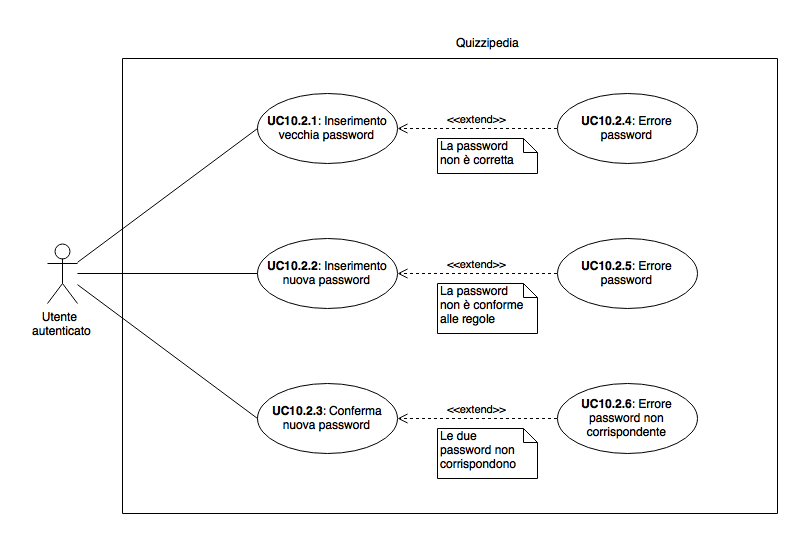 Quizzipedia
UC10.2.1: Inserimento
vecchia password
<<extend>>
La password
non è corretta
UC10.2.4: Errore
password
UC10.2.2: Inserimento
nuova password
<<extend>>
La password
non è conforme
alle regole
UC10.2.5: Errore
password
Utente
autenticato
UC10.2.3: Conferma
nuova password
<<extend>>
Le due
password non
corrispondono
UC10.2.6: Errore
password non
corrispondente